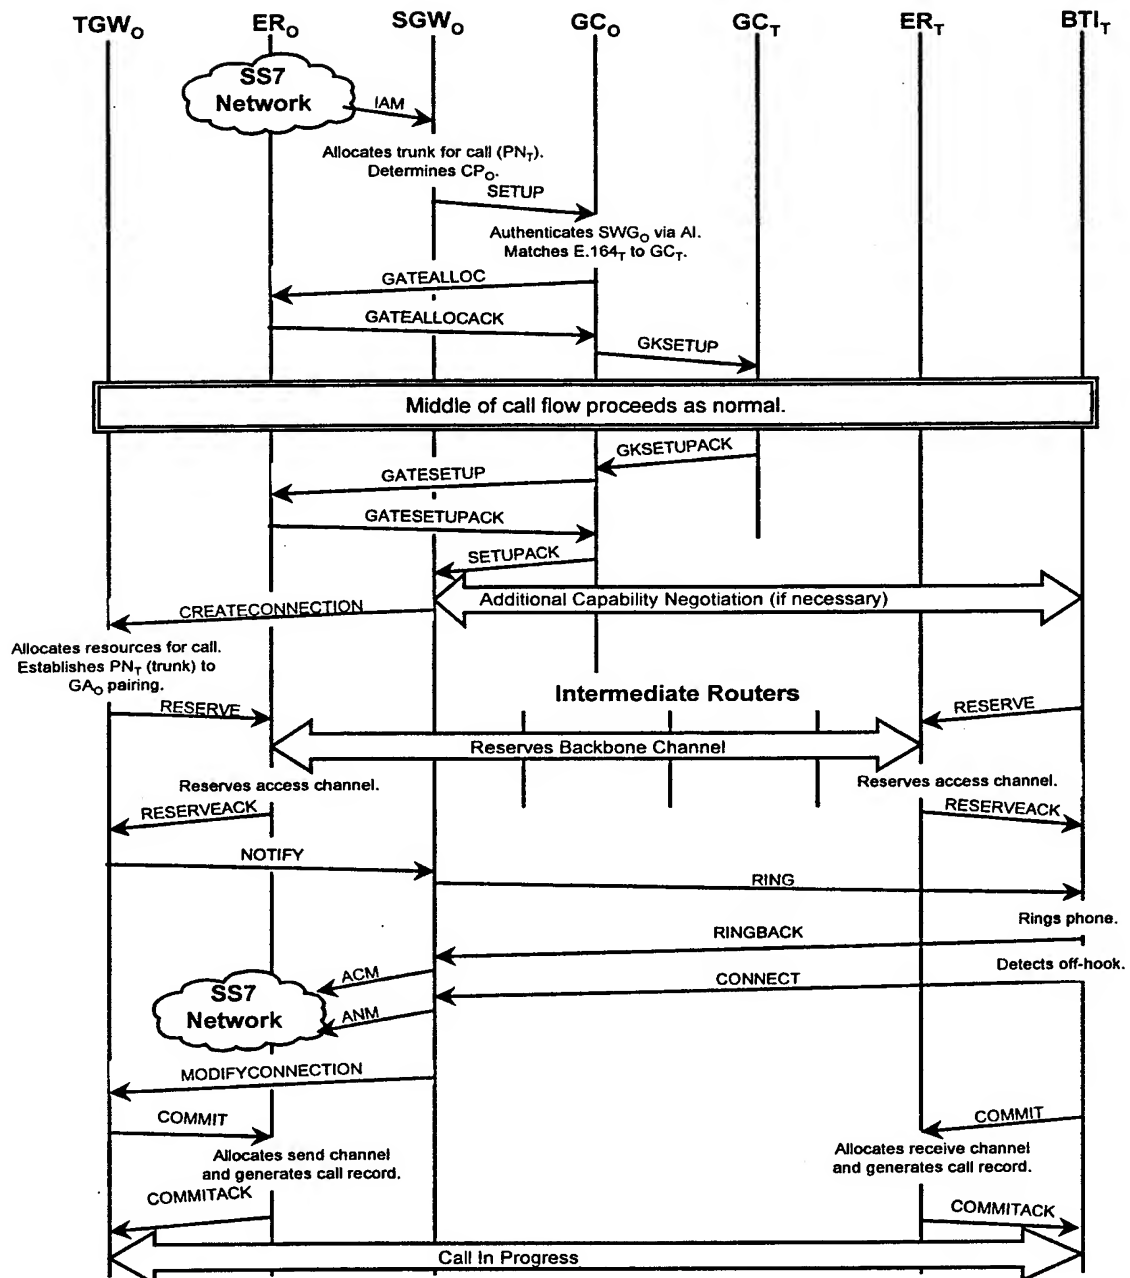 TGWO ERO SGWO GCO GCT ERT BTIT
SS7
Network
IAM
Allocates trunk for call (PNT).
Determines CPO.
SETUP
Authenticates SWGO via AI.
Matches E.164T to GCT.
GATEALLOC
GATEALLOCACK
GKSETUP
Middle of call flow proceeds as normal.
GKSETUPACK
GATESETUP
GATESETUPACK
SETUPACK
Additional Capability Negotiation (if necessary)
CREATECONNECTION
Allocates resources for call.
Establishes PNT (trunk) to
GAO pairing.
Intermediate Routers
RESERVE
RESERVE
Reserves Backbone Channel
Reserves access channel.
Reserves access channel.
RESERVEACK
RESERVEACK
NOTIFY
RING
Rings phone.
RINGBACK
Detects off-hook.
ACM
CONNECT
SS7
Network
ANM
MODIFYCONNECTION
COMMIT
COMMIT
Allocates send channel
and generates call record.
Allocates receive channel
and generates call record.
COMMITACK
COMMITACK
Call In Progress